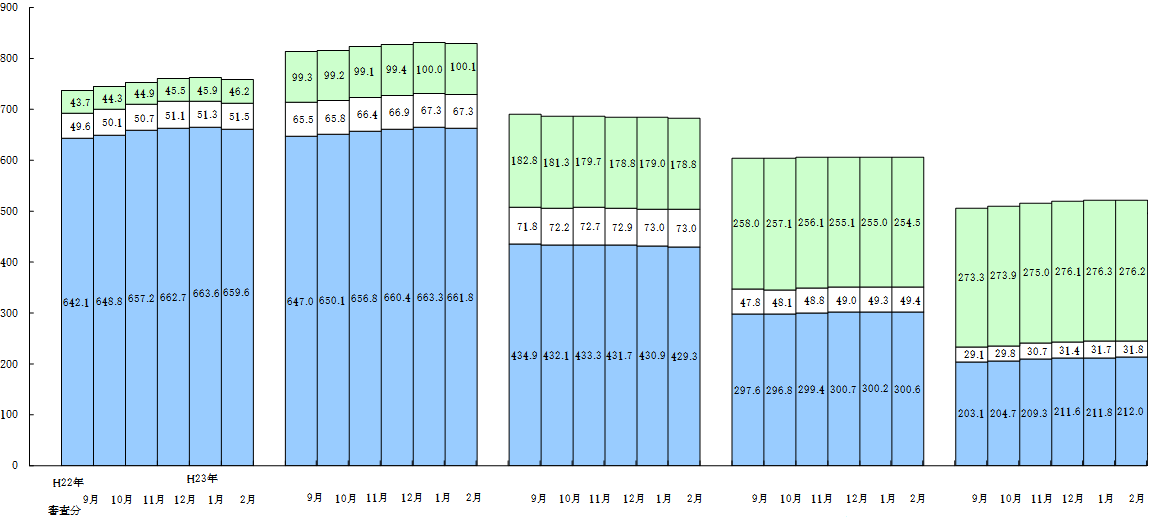 900
800
700
600
500
400
300
200
100
0
43.7 44.3 44.9 45.5 45.9 46.2
49.6 50.1 50.7 51.1 51.3 51.5
642.1 648.8 657.2 662.7 663.6 659.6
99.3 99.2 99.1 99.4 100.0 100.1
65.5 65.8 66.4 66.9 67.3 67.3
647.0 650.1 656.8 660.4 663.3 661.8
182.8 181.3 179.7 178.8 179.0 178.8
71.8 72.2 72.7 72.9 73.0 73.0
434.9 432.1 433.3 431.7 430.9 429.3
258.0 257.1 256.1 255.1 255.0 254.5
47.8 48.1 48.8 49.0 49.3 49.4
297.6 296.8 299.4 300.7 300.2 300.6
273.3 273.9 275.0 276.1 276.3 276.2
29.1 29.8 30.7 31.4 31.7 31.8
203.1 204.7 209.3 211.6 211.8 212.0
H22年 H23年
9月 10月 11月 12月 1月 2月 9月 10月 11月 12月 1月 2月 9月 10月 11月 12月 1月 2月 9月 10月 11月 12月 1月 2月 9月 10月 11月 12月 1月 2月
審査分